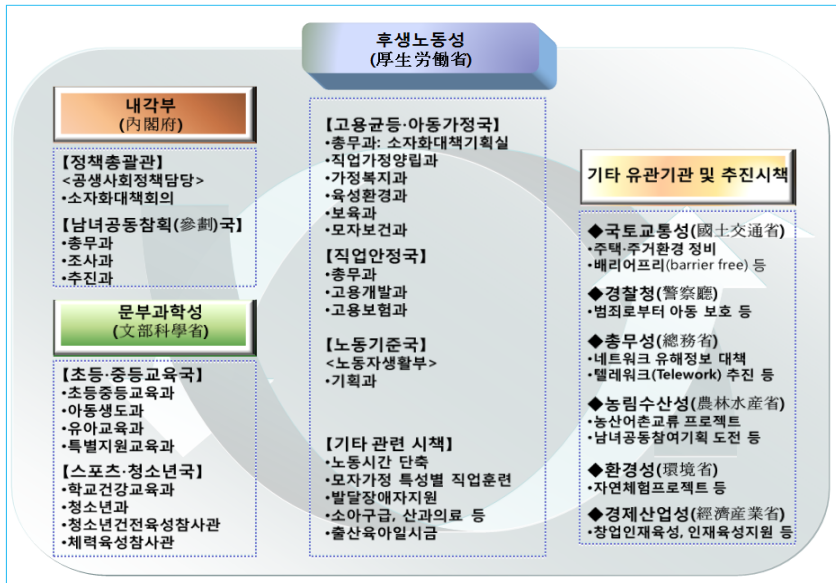 후생노동성
(厚生労働省)
내각부
(內閣府)
【정책총괄관】
<공생사회정책담당>
•소자화대책회의
【남녀공동참획(參劃)국】
•총무과
•조사과
•추진과
문부과학성
(文部科學省)
【초등·중등교육국】
•초등중등교육과
•아동생도과
•유아교육과
•특별지원교육과
【스포츠·청소년국】
•학교건강교육과
•청소년과
•청소년건전육성참사관
•체력육성참사관
【고용균등·아동가정국】
•총무과: 소자화대책기획실
•직업가정양립과
•가정복지과
•육성환경과
•보육과
•모자보건과
【직업안정국】
•총무과
•고용개발과
•고용보험과
【노동기준국】
<노동자생활부>
•기획과
【기타 관련 시책】
•노동시간 단축
•모자가정 특성별 직업훈련
•발달장애자지원
•소아구급, 산과의료 등
•출산육아일시금
기타 유관기관 및 추진시책
◆국토교통성(國土交通省)
•주택·주거환경 정비
•배리어프리(barrier free) 등
◆경찰청(警察廳)
•범죄로부터 아동 보호 등
◆총무성(總務省)
•네트워크 유해정보 대책
•텔레워크(Telework) 추진 등
◆농림수산성(農林水産省)
•농산어촌교류 프로젝트
•남녀공동참여기획 도전 등
◆환경성(環境省)
•자연체험프로젝트 등
◆경제산업성(經濟産業省)
•창업인재육성, 인재육성지원 등